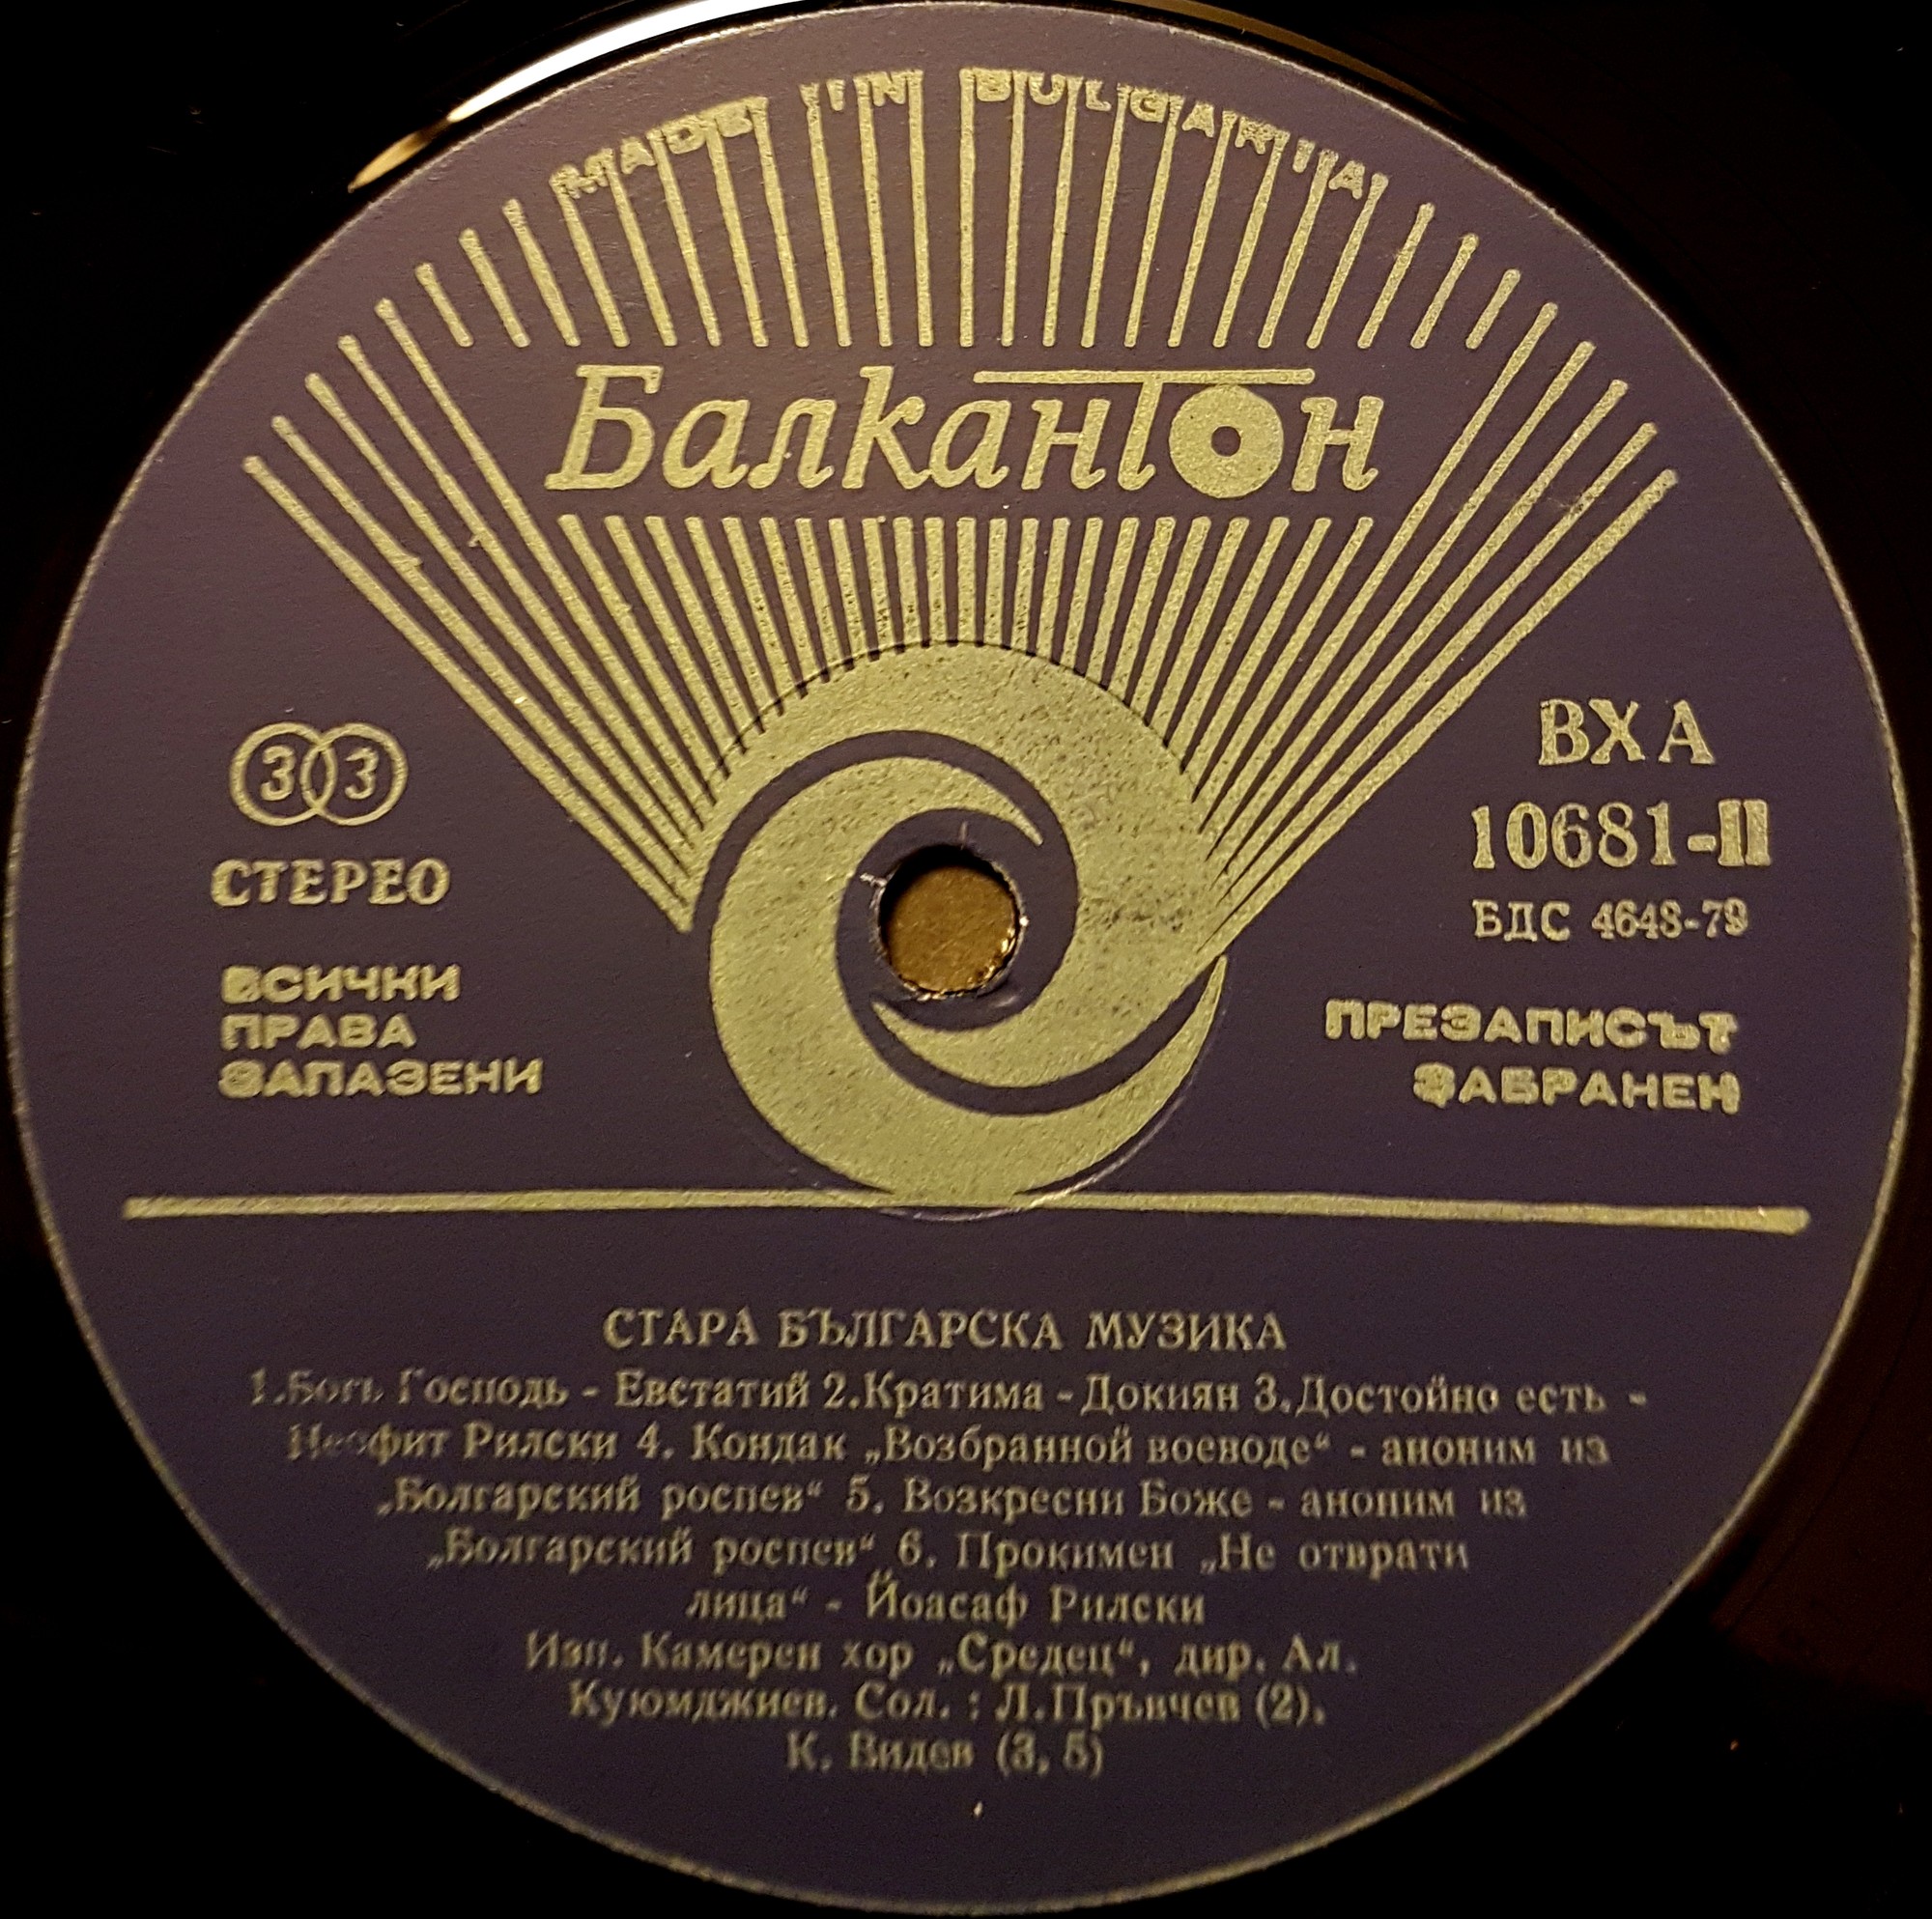 MADE IN BULGARIA
Балкантон
33
СТЕРЕО
ВСИЧКИ
ПРАВА
ЗАПАЗЕНИ
ВХА
10681-II
БДС 4648-79
ПРЕЗАПИСЪТ
ЗАБРАНЕН
СТАРА БЪЛГАРСКА МУЗИКА
1.Богь Господь - Евстатий 2.Кратима - Докиян 3.Достойно есть -
Неофит Рилски 4. Кондак „Возбранной воеводе“ - аноним из
„Болгарский роспев“ 5. Возкресни Боже - аноним из
„Болгарский роспев“ 6. Прокимен „Не отврати
лица“ - Йоасаф Рилски
Изп. Камерен хор „Средец“, дир. Ал.
Куюмджиев. Сол. : Л.Пръвчев (2),
К. Видев (3, 5)